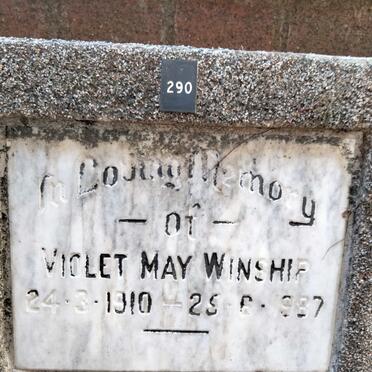 290
In Loving Memory
— Of —
VIOLET MAY WINSHIP
24·3·1910 —